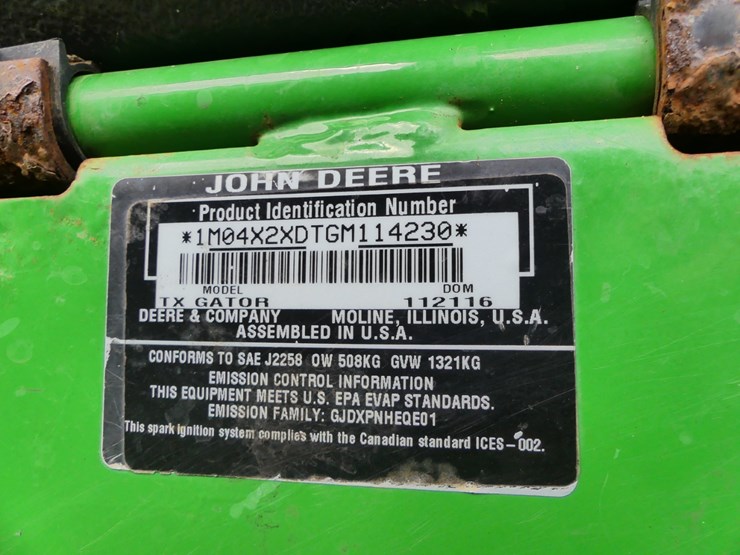 JOHN DEERE
Product Identification Number
*1M04X2XDTGM114230*
MODEL DOM
TX GATOR 112116
DEERE & COMPANY MOLINE, ILLINOIS, U.S.A.
ASSEMBLED IN U.S.A.
CONFORMS TO SAE J2258 OW 508KG GVW 1321KG
EMISSION CONTROL INFORMATION
THIS EQUIPMENT MEETS U.S. EPA EVAP STANDARDS.
EMISSION FAMILY: GJDXPNHEQE01
This spark ignition system complies with the Canadian standard ICES-002.